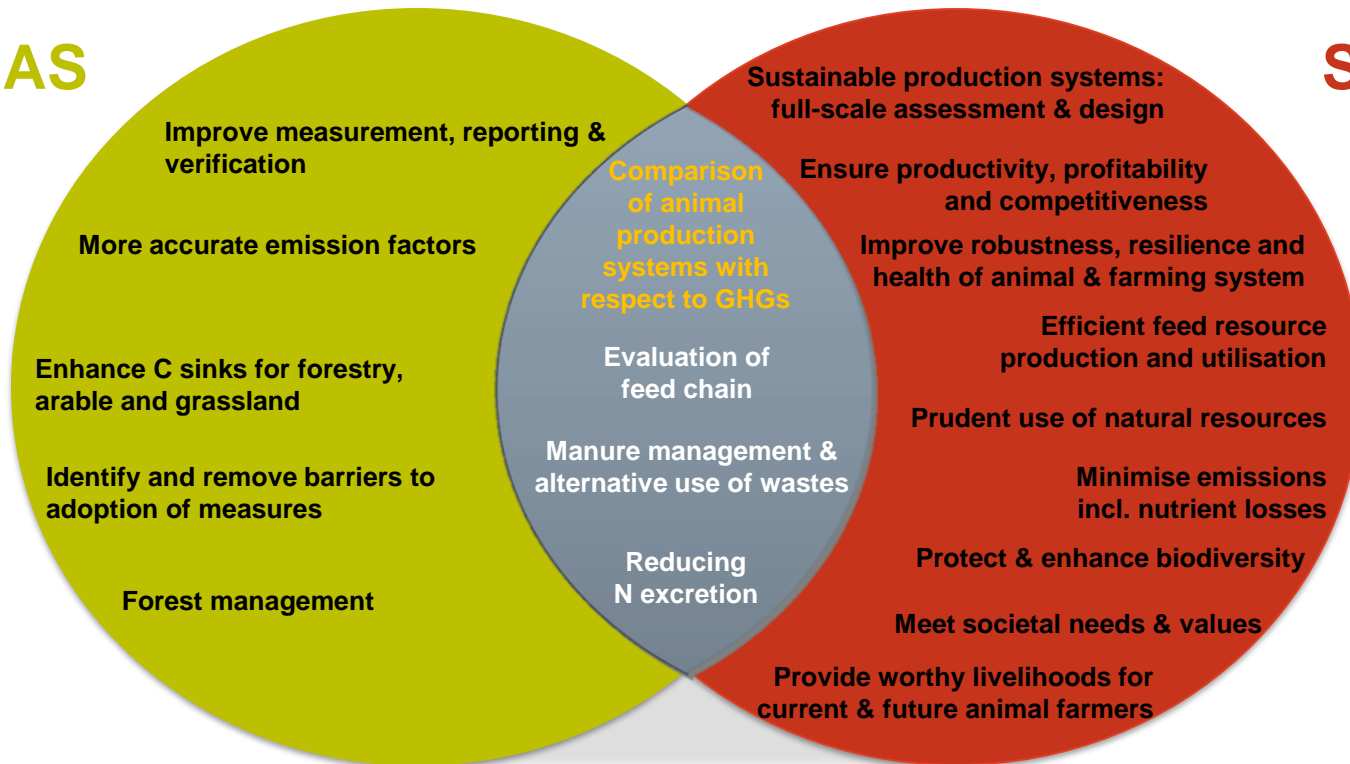 AS
S
Improve measurement, reporting &
verification
More accurate emission factors
Enhance C sinks for forestry,
arable and grassland
Identify and remove barriers to
adoption of measures
Forest management
Comparison
of animal
production
systems with
respect to GHGs
Evaluation of
feed chain
Manure management &
alternative use of wastes
Reducing
N excretion
Sustainable production systems:
full-scale assessment & design
Ensure productivity, profitability
and competitiveness
Improve robustness, resilience and
health of animal & farming system
Efficient feed resource
production and utilisation
Prudent use of natural resources
Minimise emissions
incl. nutrient losses
Protect & enhance biodiversity
Meet societal needs & values
Provide worthy livelihoods for
current & future animal farmers